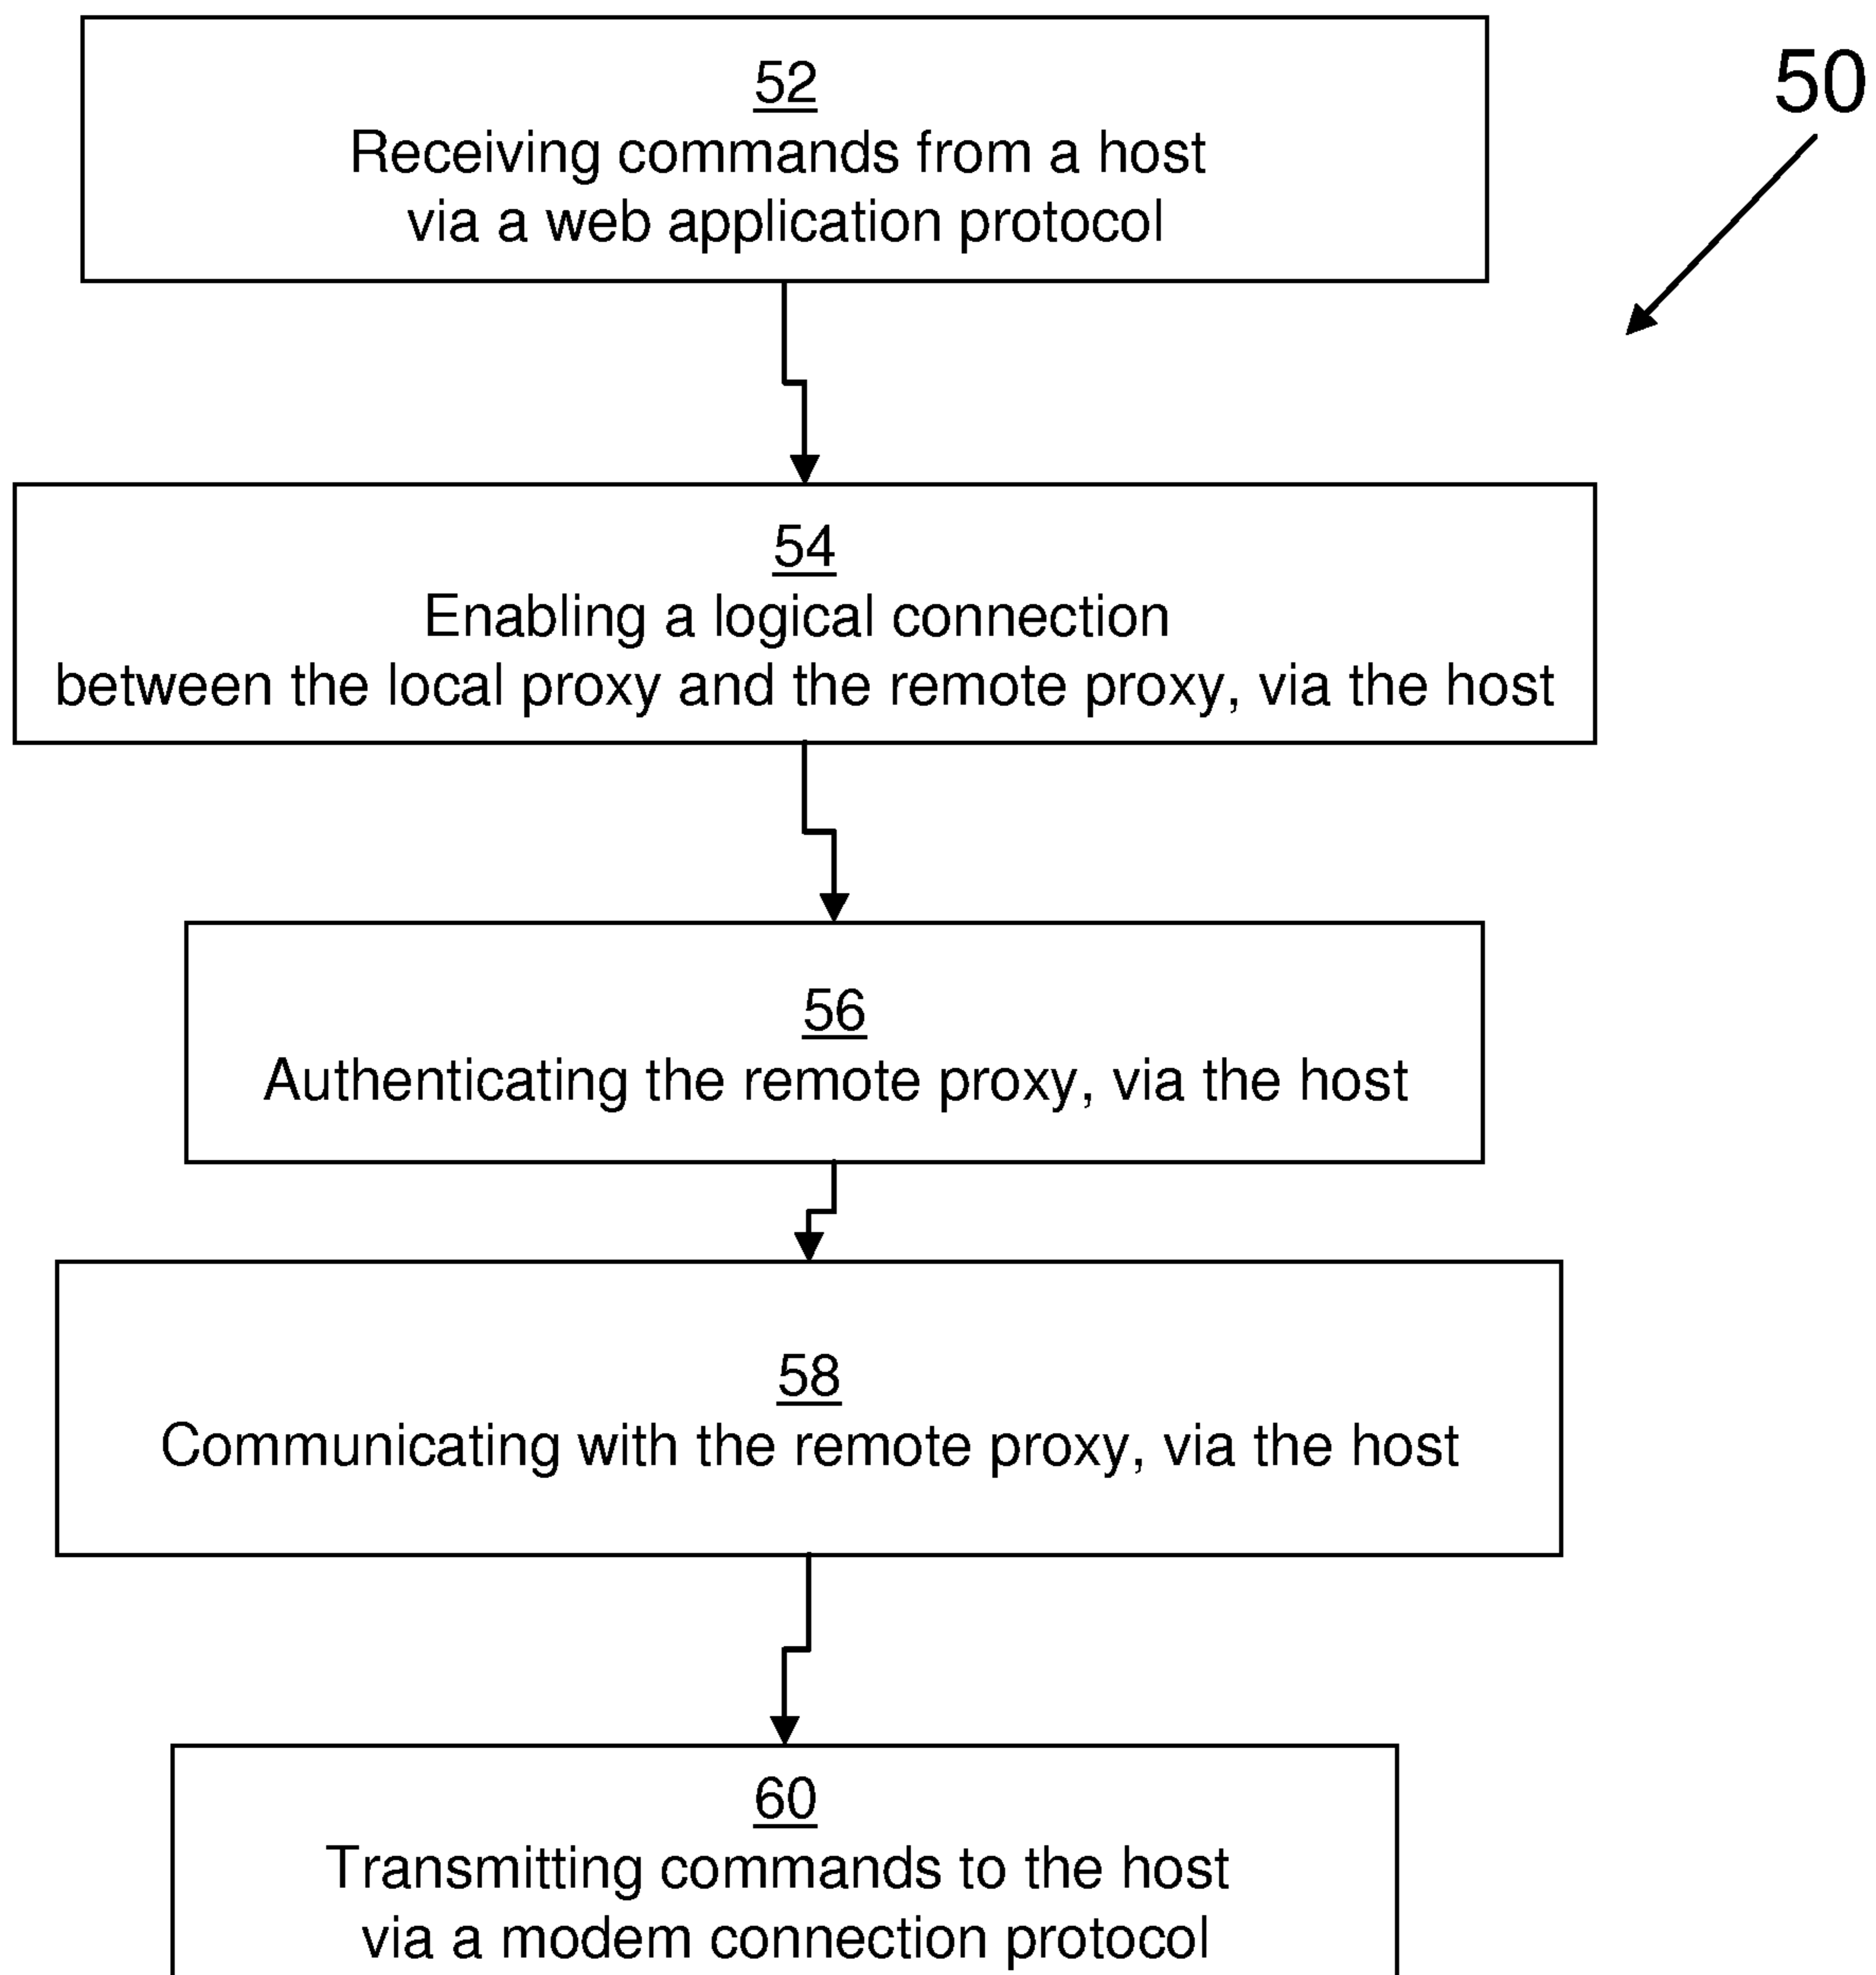 52
Receiving commands from a host
via a web application protocol
50
54
Enabling a logical connection
between the local proxy and the remote proxy, via the host
56
Authenticating the remote proxy, via the host
58
Communicating with the remote proxy, via the host
60
Transmitting commands to the host
via a modem connection protocol